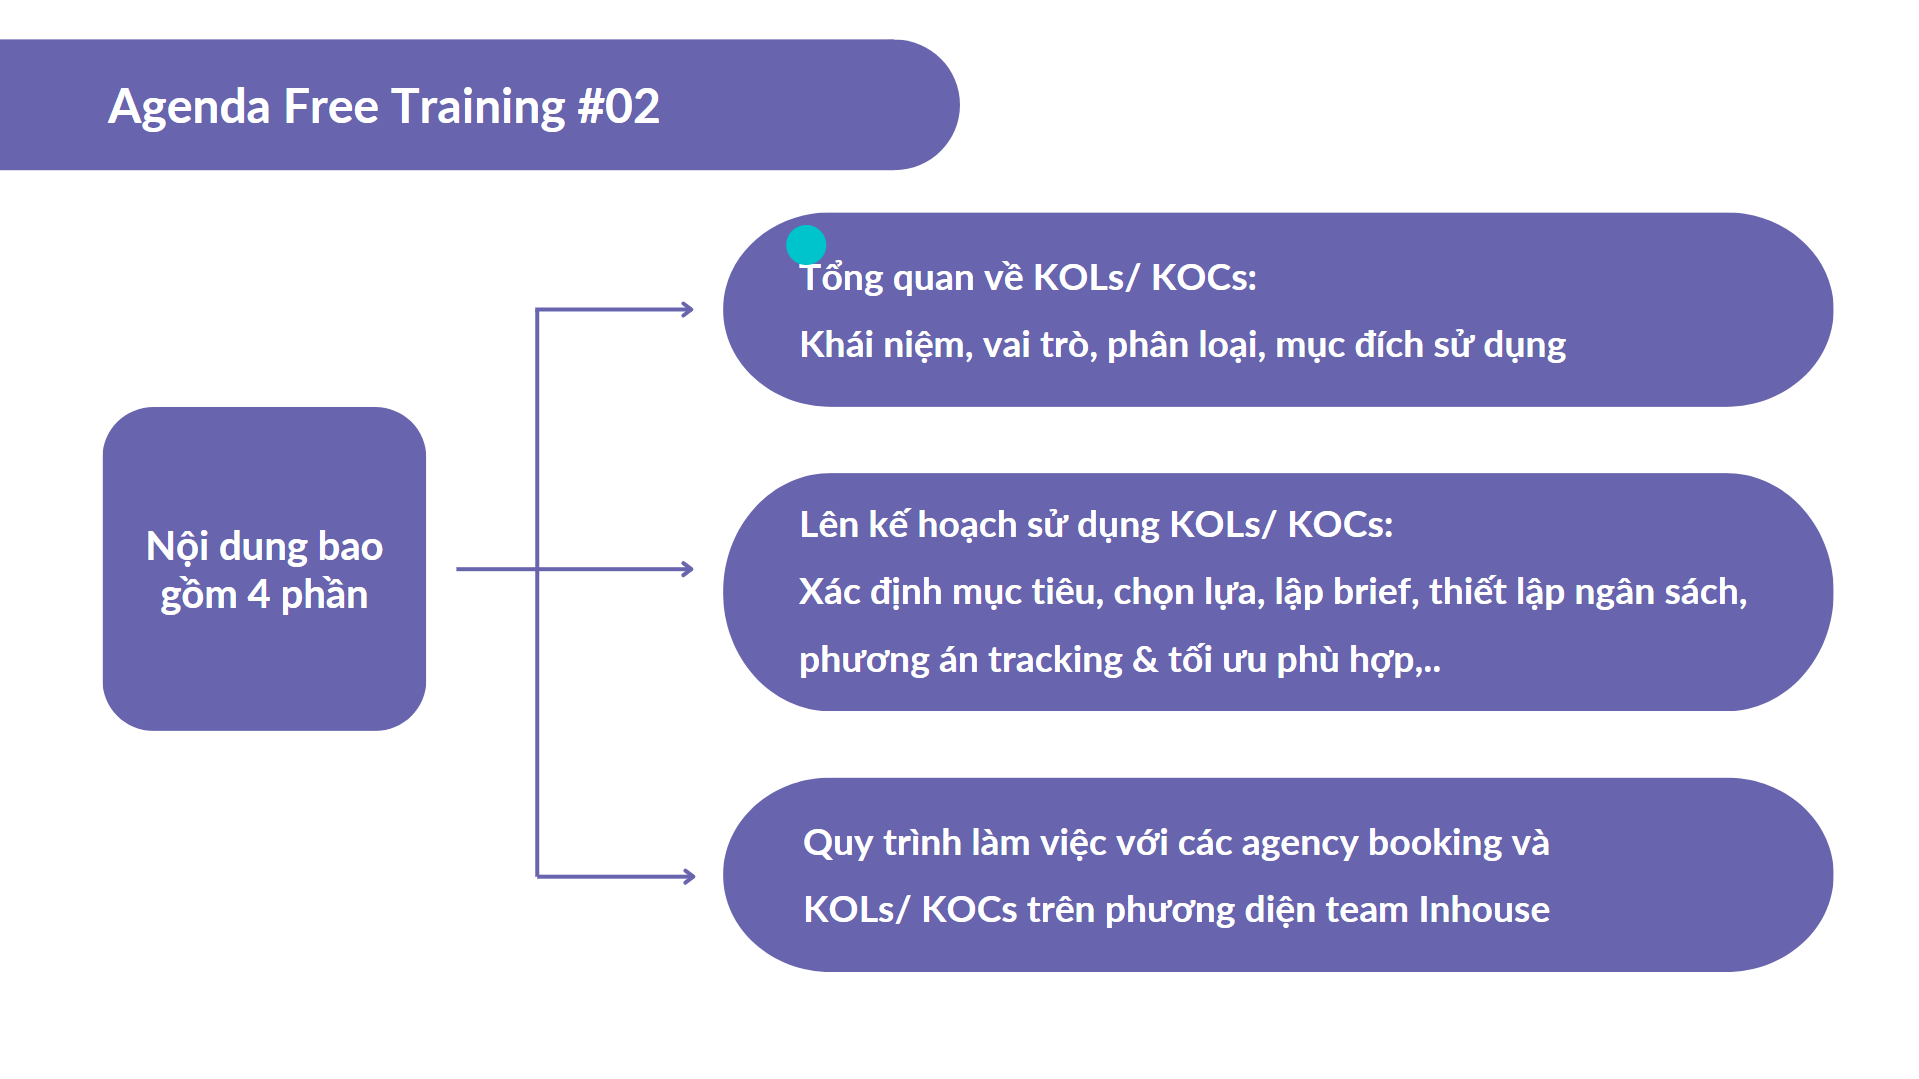 Agenda Free Training #02
Nội dung bao
gồm 4 phần
Tổng quan về KOLs/ KOCs:
Khái niệm, vai trò, phân loại, mục đích sử dụng
Lên kế hoạch sử dụng KOLs/ KOCs:
Xác định mục tiêu, chọn lựa, lập brief, thiết lập ngân sách,
phương án tracking & tối ưu phù hợp,..
Quy trình làm việc với các agency booking và
KOLs/ KOCs trên phương diện team Inhouse